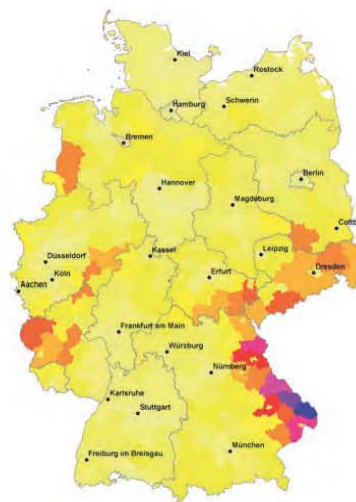 Kiel
Rostock
Hamburg
Schwerin
Bremen
Berlin
Hannover
Magdeburg
Cottb
Düsseldorf
Kassel
Leipzig
Köln
Erfurt
Dresden
Aachen
Frankfurt am Main
Würzburg
Nürnberg
Karlsruhe
Stuttgart
München
Freiburg im Breisgau